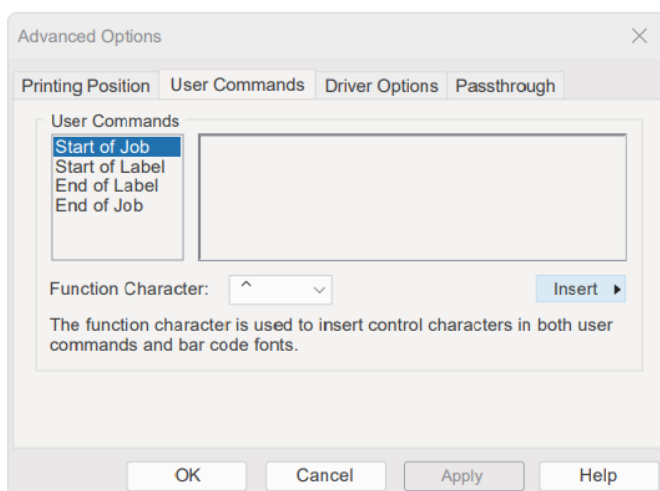 Advanced Options
Printing Position User Commands Driver Options Passthrough
User Commands
Start of Job
Start of Label
End of Label
End of Job
Function Character: ^ Insert
The function character is used to insert control characters in both user
commands and bar code fonts.
OK Cancel Apply Help